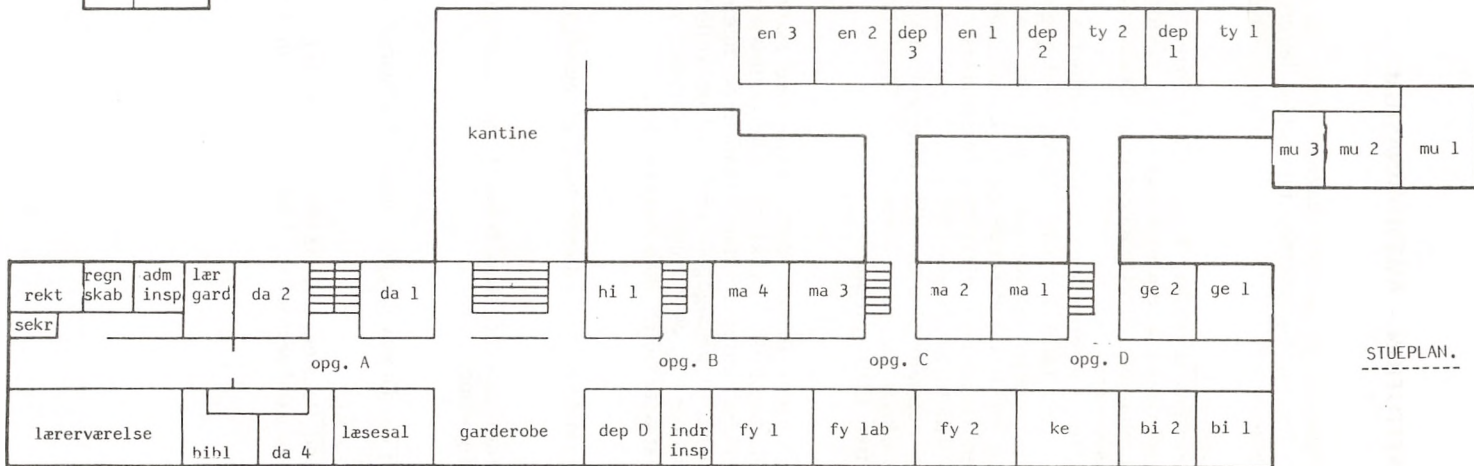 en 3 en 2 dep en 1 dep ty 2 dep ty 1
3 2 1
kantine
mu 3 mu 2 mu 1
rekt regn adm lær da 2 da 1 hi 1 ma 4 ma 3 ma 2 ma 1 ge 2 ge 1
skab insp gard
sekr
opg. A opg. B opg. C opg. D
STUEPLAN.
lærerværelse bibl da 4 læsesal garderobe dep D indr fy 1 fy lab fy 2 ke bi 2 bi 1
insp